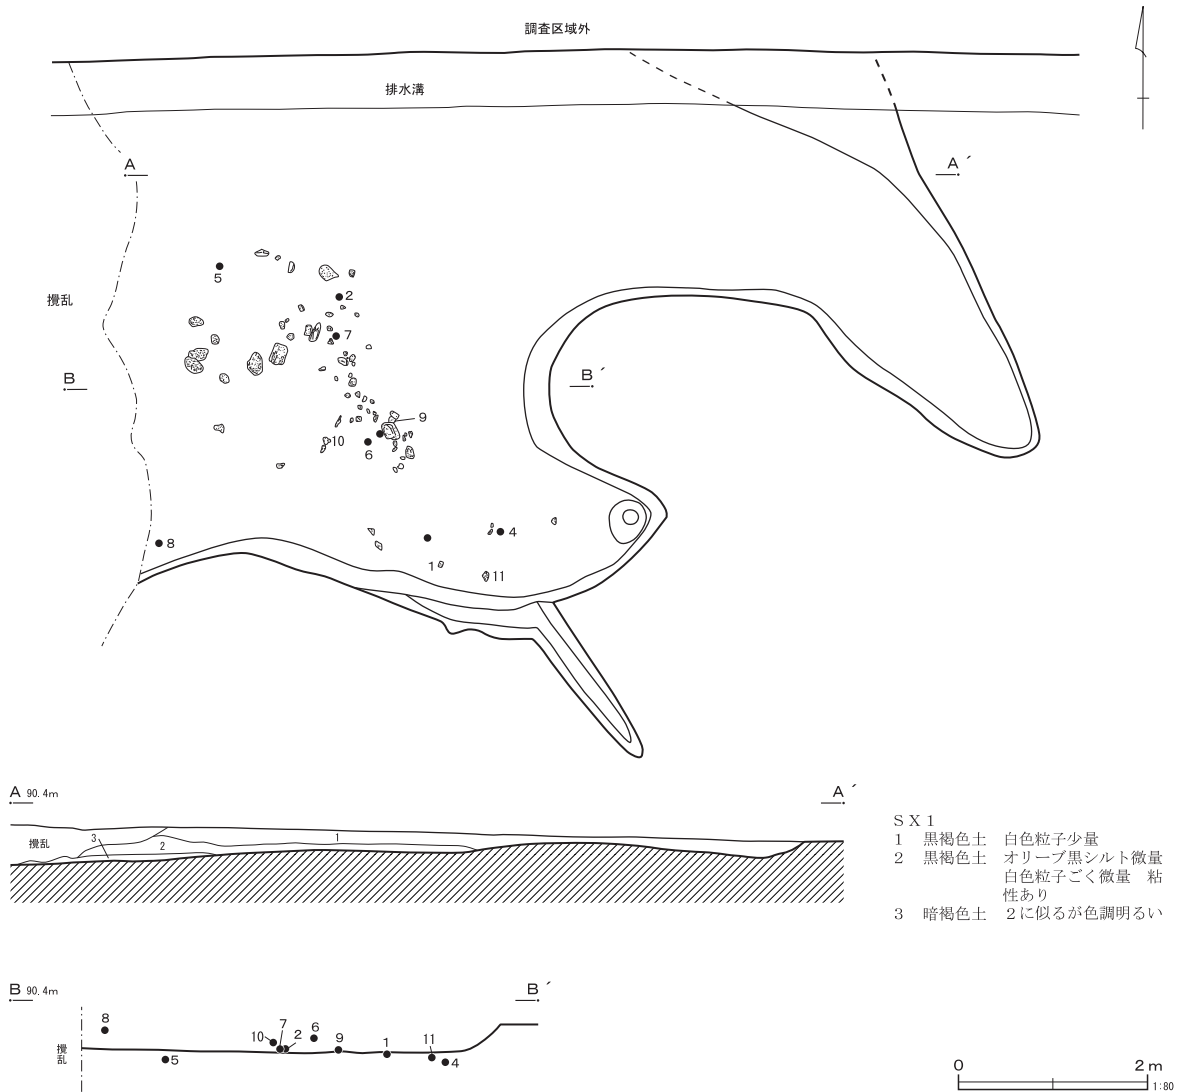 調査区域外
排水溝
A
A´
5
2
攪乱
7
B
B´
9
10
6
4
8
1
11
A 90.4m
A´
攪乱
3
2
1
SX1
1 黒褐色土 白色粒子少量
2 黒褐色土 オリーブ黒シルト微量
白色粒子ごく微量 粘
性あり
3 暗褐色土 2に似るが色調明るい
B 90.4m
B´
攪乱
8
5
10
7
2
6
9
1
11
4
0
2m
1:80